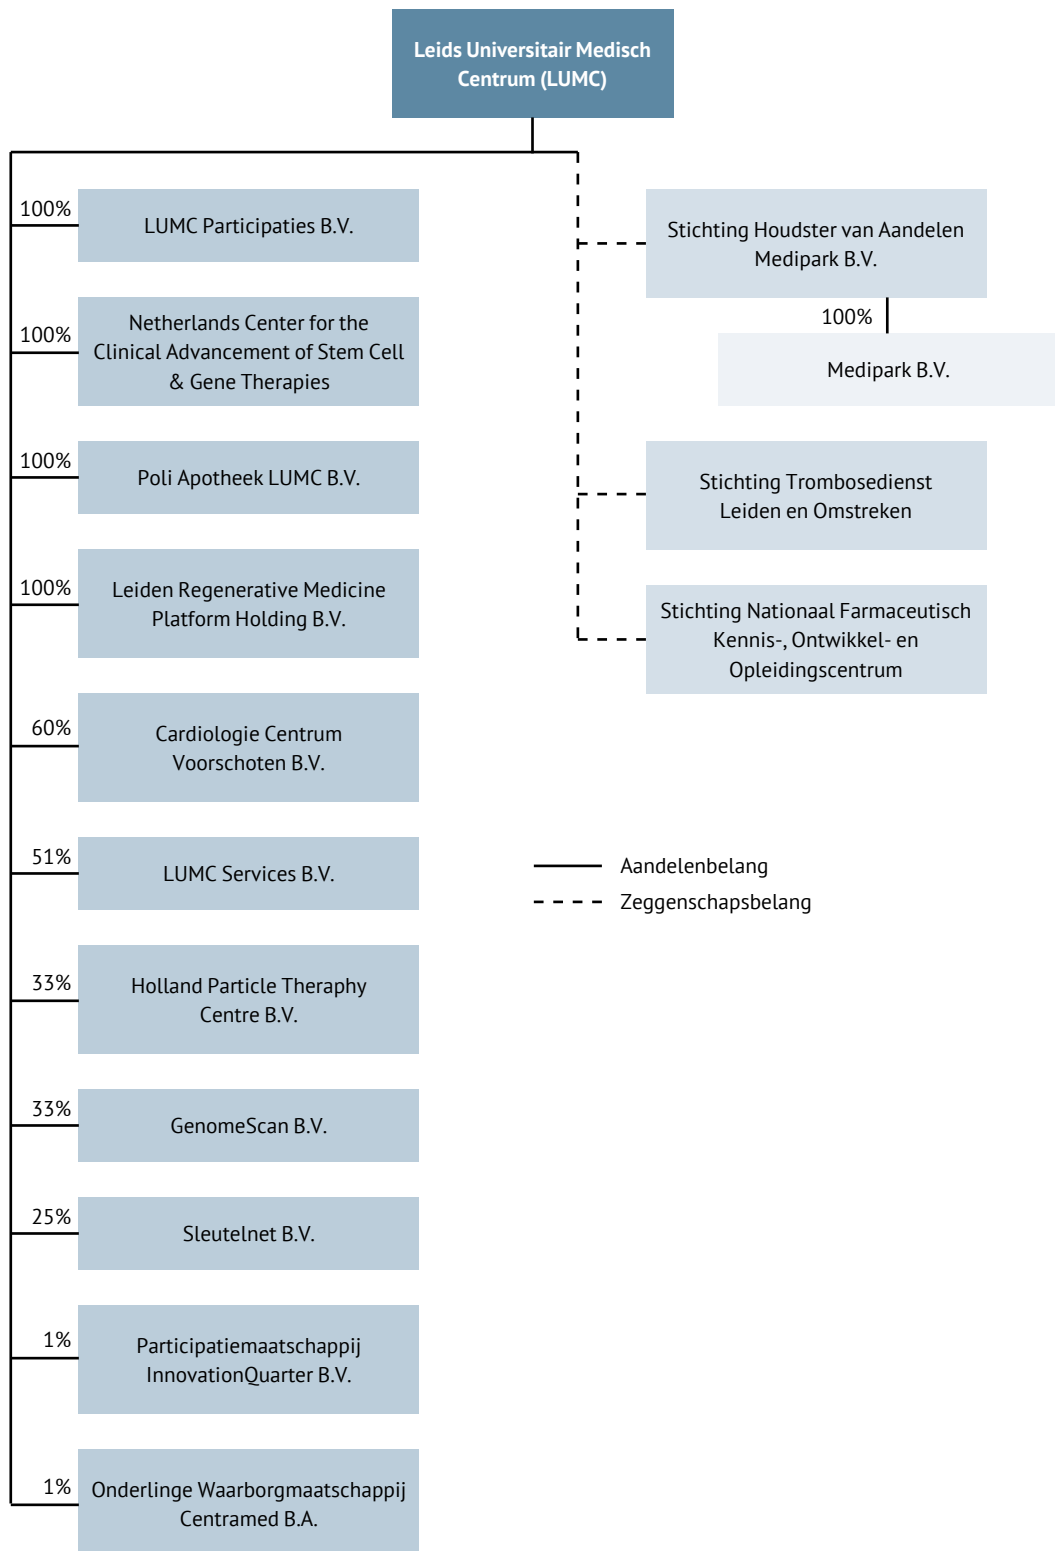 Leids Universitair Medisch
Centrum (LUMC)
100%
LUMC Participaties B.V.
100%
Netherlands Center for the
Clinical Advancement of Stem Cell
& Gene Therapies
100%
Poli Apotheek LUMC B.V.
100%
Leiden Regenerative Medicine
Platform Holding B.V.
60%
Cardiologie Centrum
Voorschoten B.V.
51%
LUMC Services B.V.
33%
Holland Particle Theraphy
Centre B.V.
33%
GenomeScan B.V.
25%
Sleutelnet B.V.
1%
Participatiemaatschappij
InnovationQuarter B.V.
1%
Onderlinge Waarborgmaatschappij
Centramed B.A.
Stichting Houdster van Aandelen
Medipark B.V.
100%
Medipark B.V.
Stichting Trombosedienst
Leiden en Omstreken
Stichting Nationaal Farmaceutisch
Kennis-, Ontwikkel- en
Opleidingscentrum
Aandelenbelang
Zeggenschapsbelang